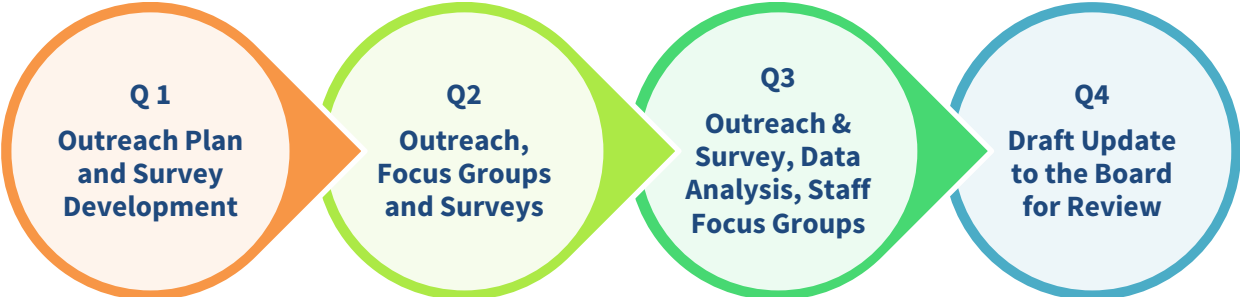 Q 1
Outreach Plan
and Survey
Development
Q2
Outreach,
Focus Groups
and Surveys
Q3
Outreach &
Survey, Data
Analysis, Staff
Focus Groups
Q4
Draft Update
to the Board
for Review